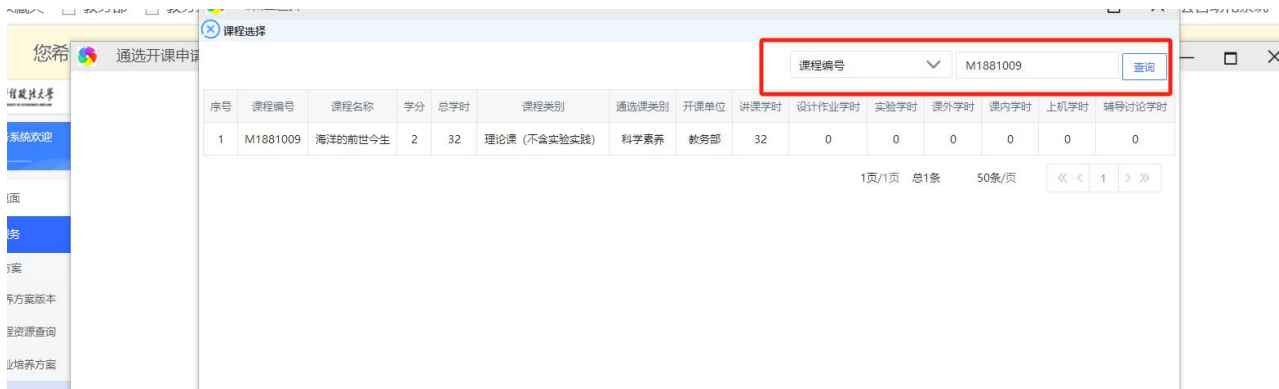 课程选择
您希
通选开课申请
课程编号
M1881009
查询
系统欢迎
序号 课程编号 课程名称 学分 总学时 课程类别 通选课类别 开课单位 讲课学时 设计作业学时 实验学时 课外学时 课内学时 上机学时 辅导讨论学时
1 M1881009 海洋的前世今生 2 32 理论课（不含实验实践） 科学素养 教务部 32 0 0 0 0 0 0
1页/1页 总1条 50条/页 1
方案
养方案版本
程资源查询
业培养方案